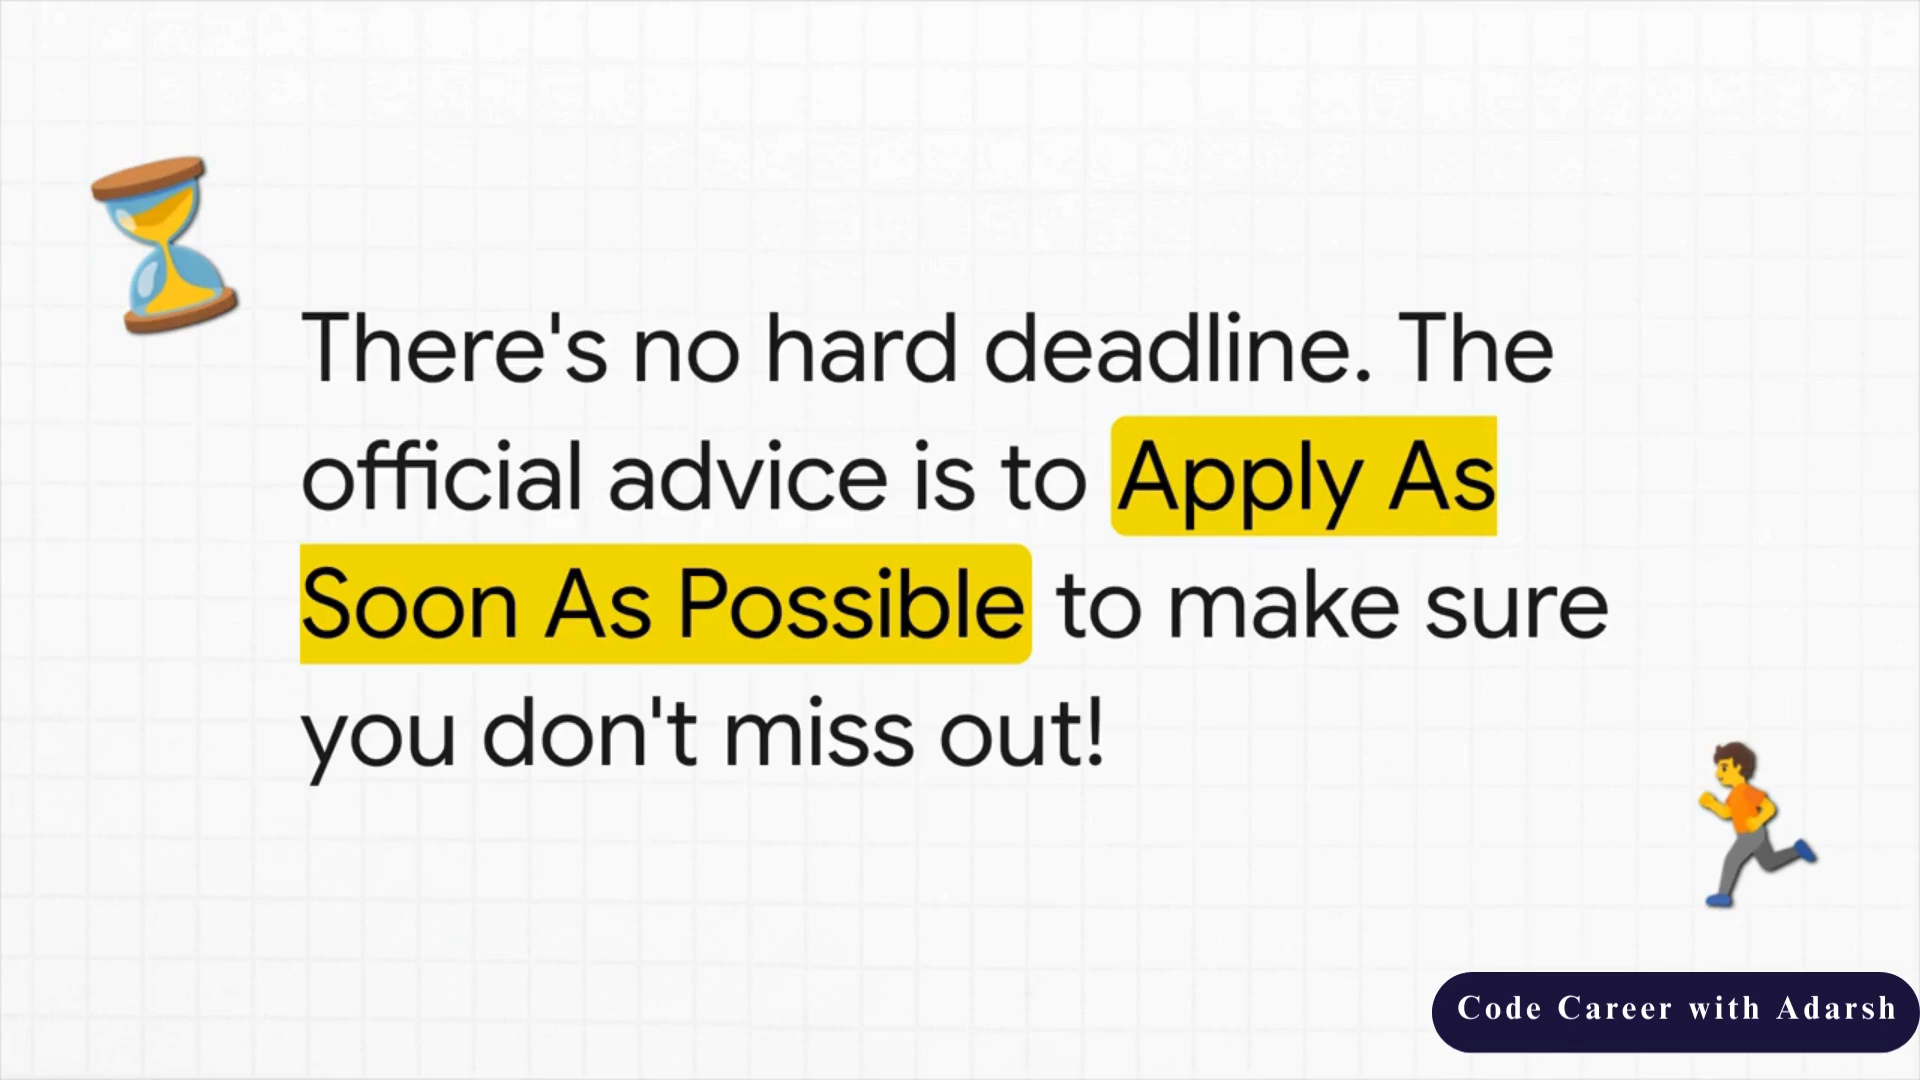 There's no hard deadline. The
official advice is to Apply As
Soon As Possible to make sure
you don't miss out!
Code Career with Adarsh